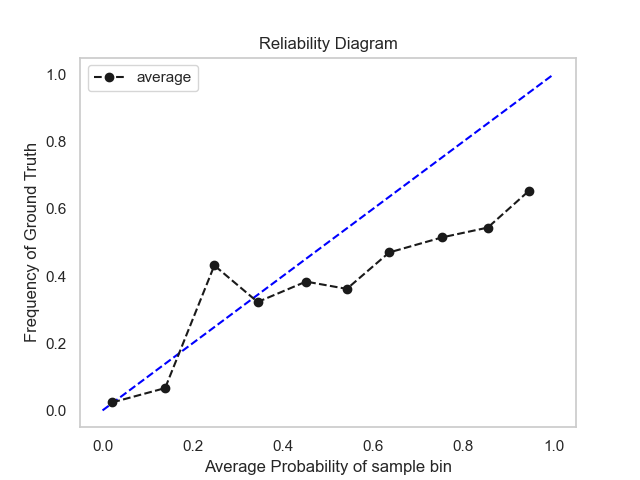 Reliability Diagram
average
Frequency of Ground Truth
1.0
0.8
0.6
0.4
0.2
0.0
0.0 0.2 0.4 0.6 0.8 1.0
Average Probability of sample bin